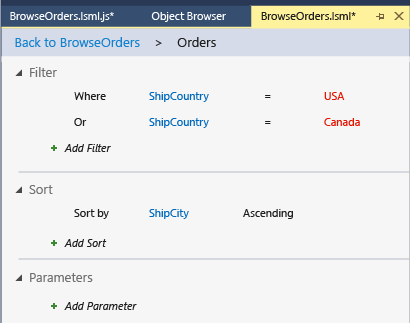 BrowseOrders.lsml.js* Object Browser BrowseOrders.lsml*
Back to BrowseOrders > Orders
Filter
Where ShipCountry = USA
Or ShipCountry = Canada
+ Add Filter
Sort
Sort by ShipCity Ascending
+ Add Sort
Parameters
+ Add Parameter